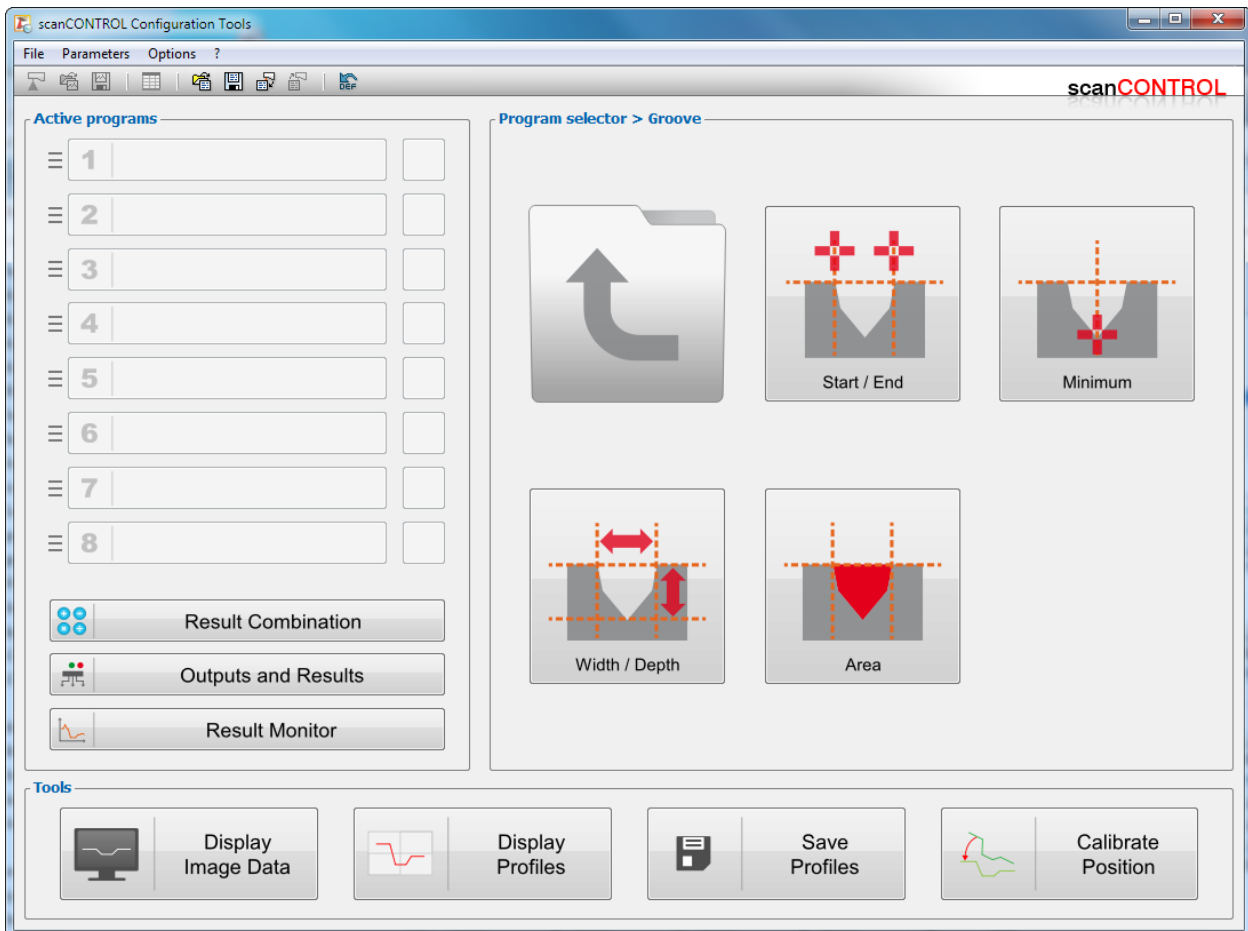 scanCONTROL Configuration Tools
File Parameters Options ?
DEF
scanCONTROL
Active programs
1
2
3
4
5
6
7
8
Result Combination
Outputs and Results
Result Monitor
Program selector > Groove
Start / End
Minimum
Width / Depth
Area
Tools
Display
Image Data
Display
Profiles
Save
Profiles
Calibrate
Position